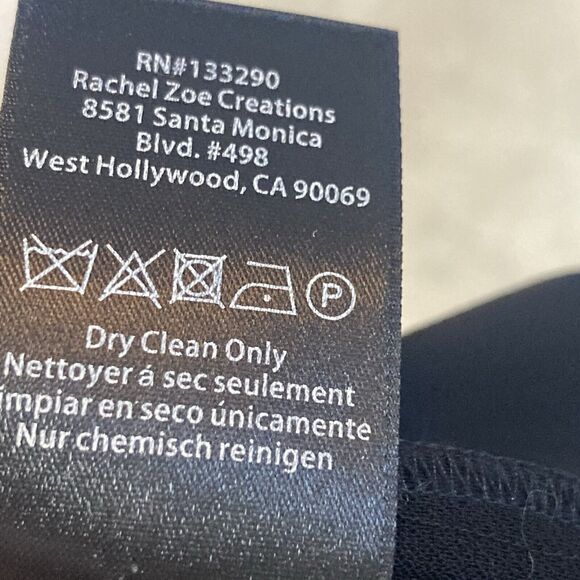 RN#133290
Rachel Zoe Creations
8581 Santa Monica
Blvd. #498
West Hollywood, CA 90069
P
Dry Clean Only
Nettoyer á sec seulement
impiar en seco únicamente
Nur chemisch reinigen